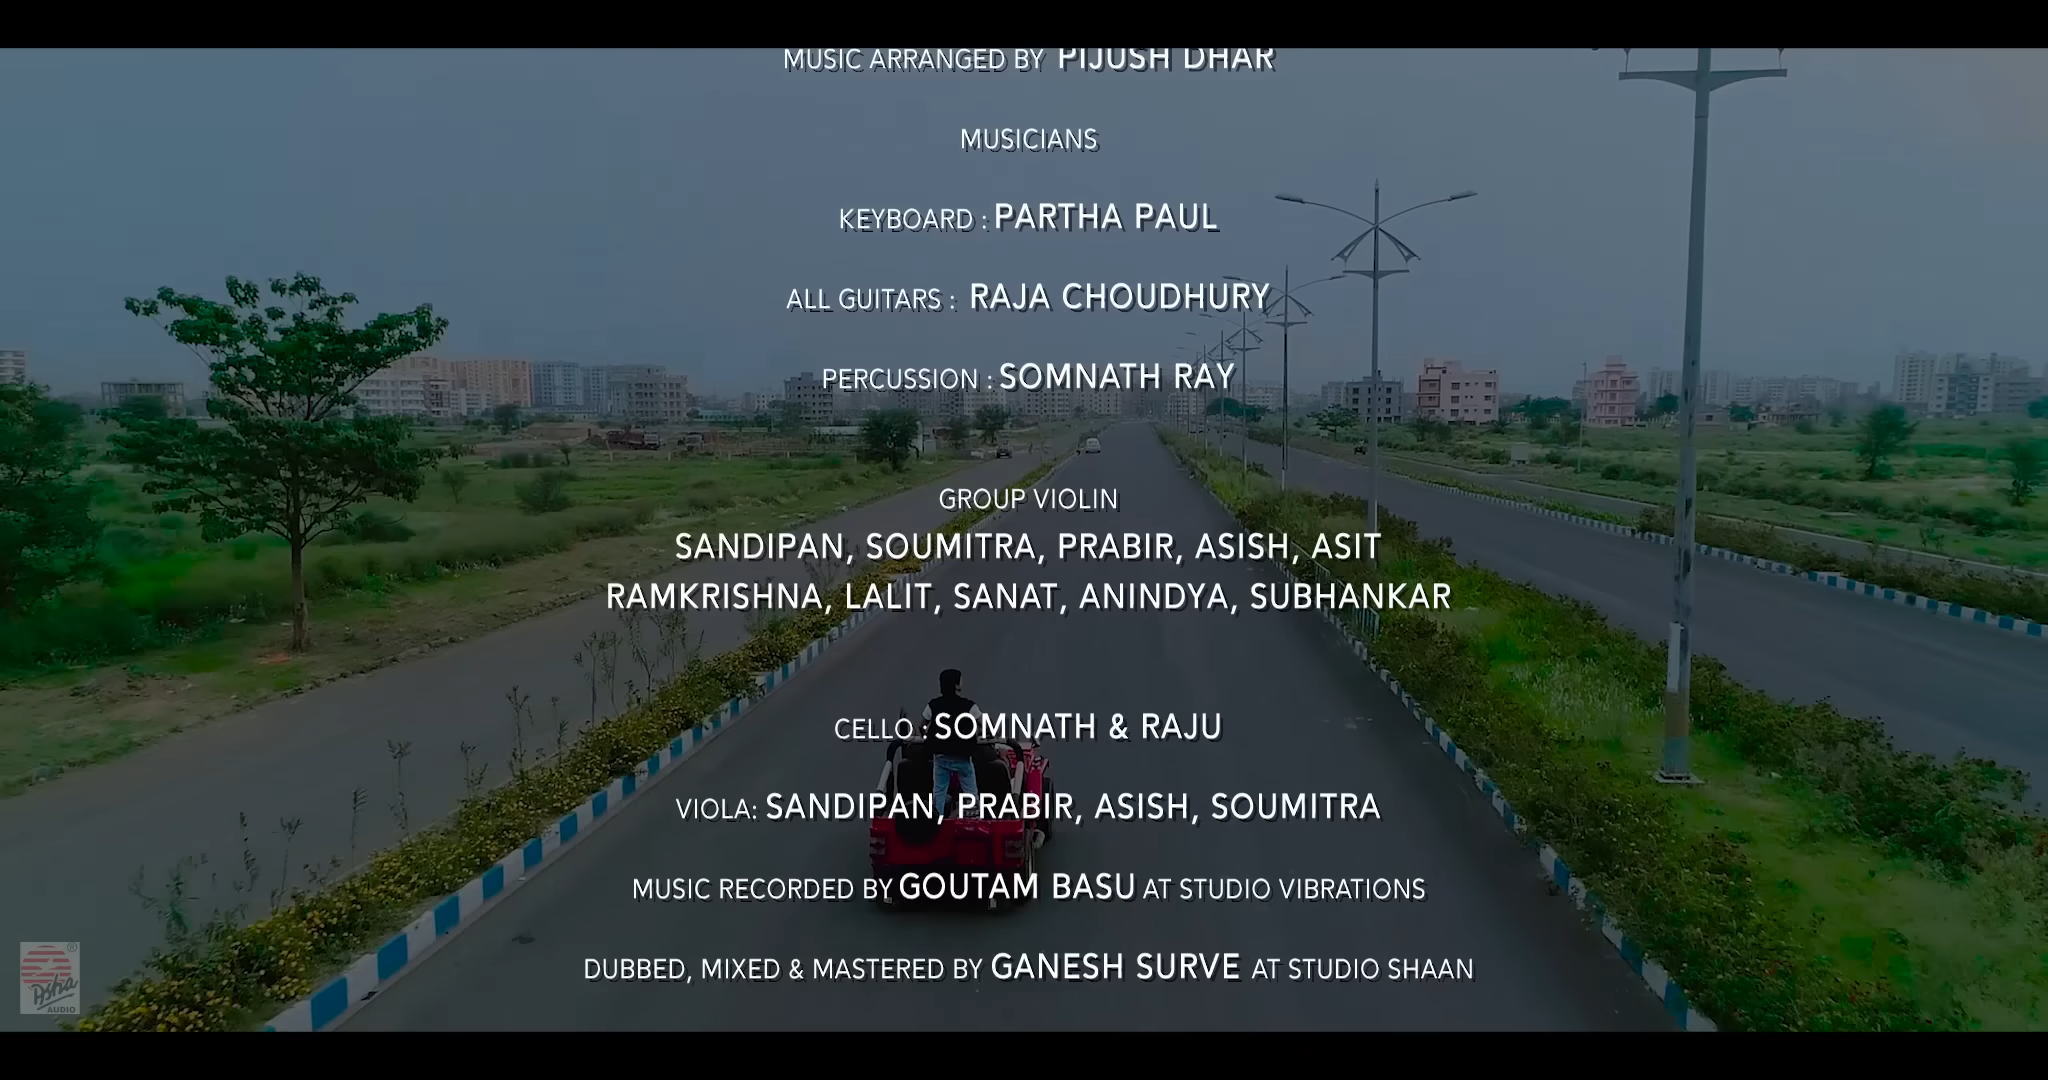 MUSIC ARRANGED BY PIJUSH DHAR
MUSICIANS
KEYBOARD : PARTHA PAUL
ALL GUITARS : RAJA CHOUDHURY
PERCUSSION : SOMNATH RAY
GROUP VIOLIN
SANDIPAN, SOUMITRA, PRABIR, ASISH, ASIT
RAMKRISHNA, LALIT, SANAT, ANINDYA, SUBHANKAR
CELLO : SOMNATH & RAJU
VIOLA: SANDIPAN, PRABIR, ASISH, SOUMITRA
MUSIC RECORDED BY GOUTAM BASU AT STUDIO VIBRATIONS
DUBBED, MIXED & MASTERED BY GANESH SURVE AT STUDIO SHAAN
®
Asha
AUDIO